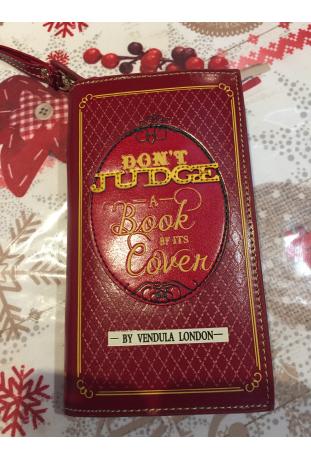 DON'T
JUDGE
A
Book
BY ITS
Cover
— BY VENDULA LONDON —